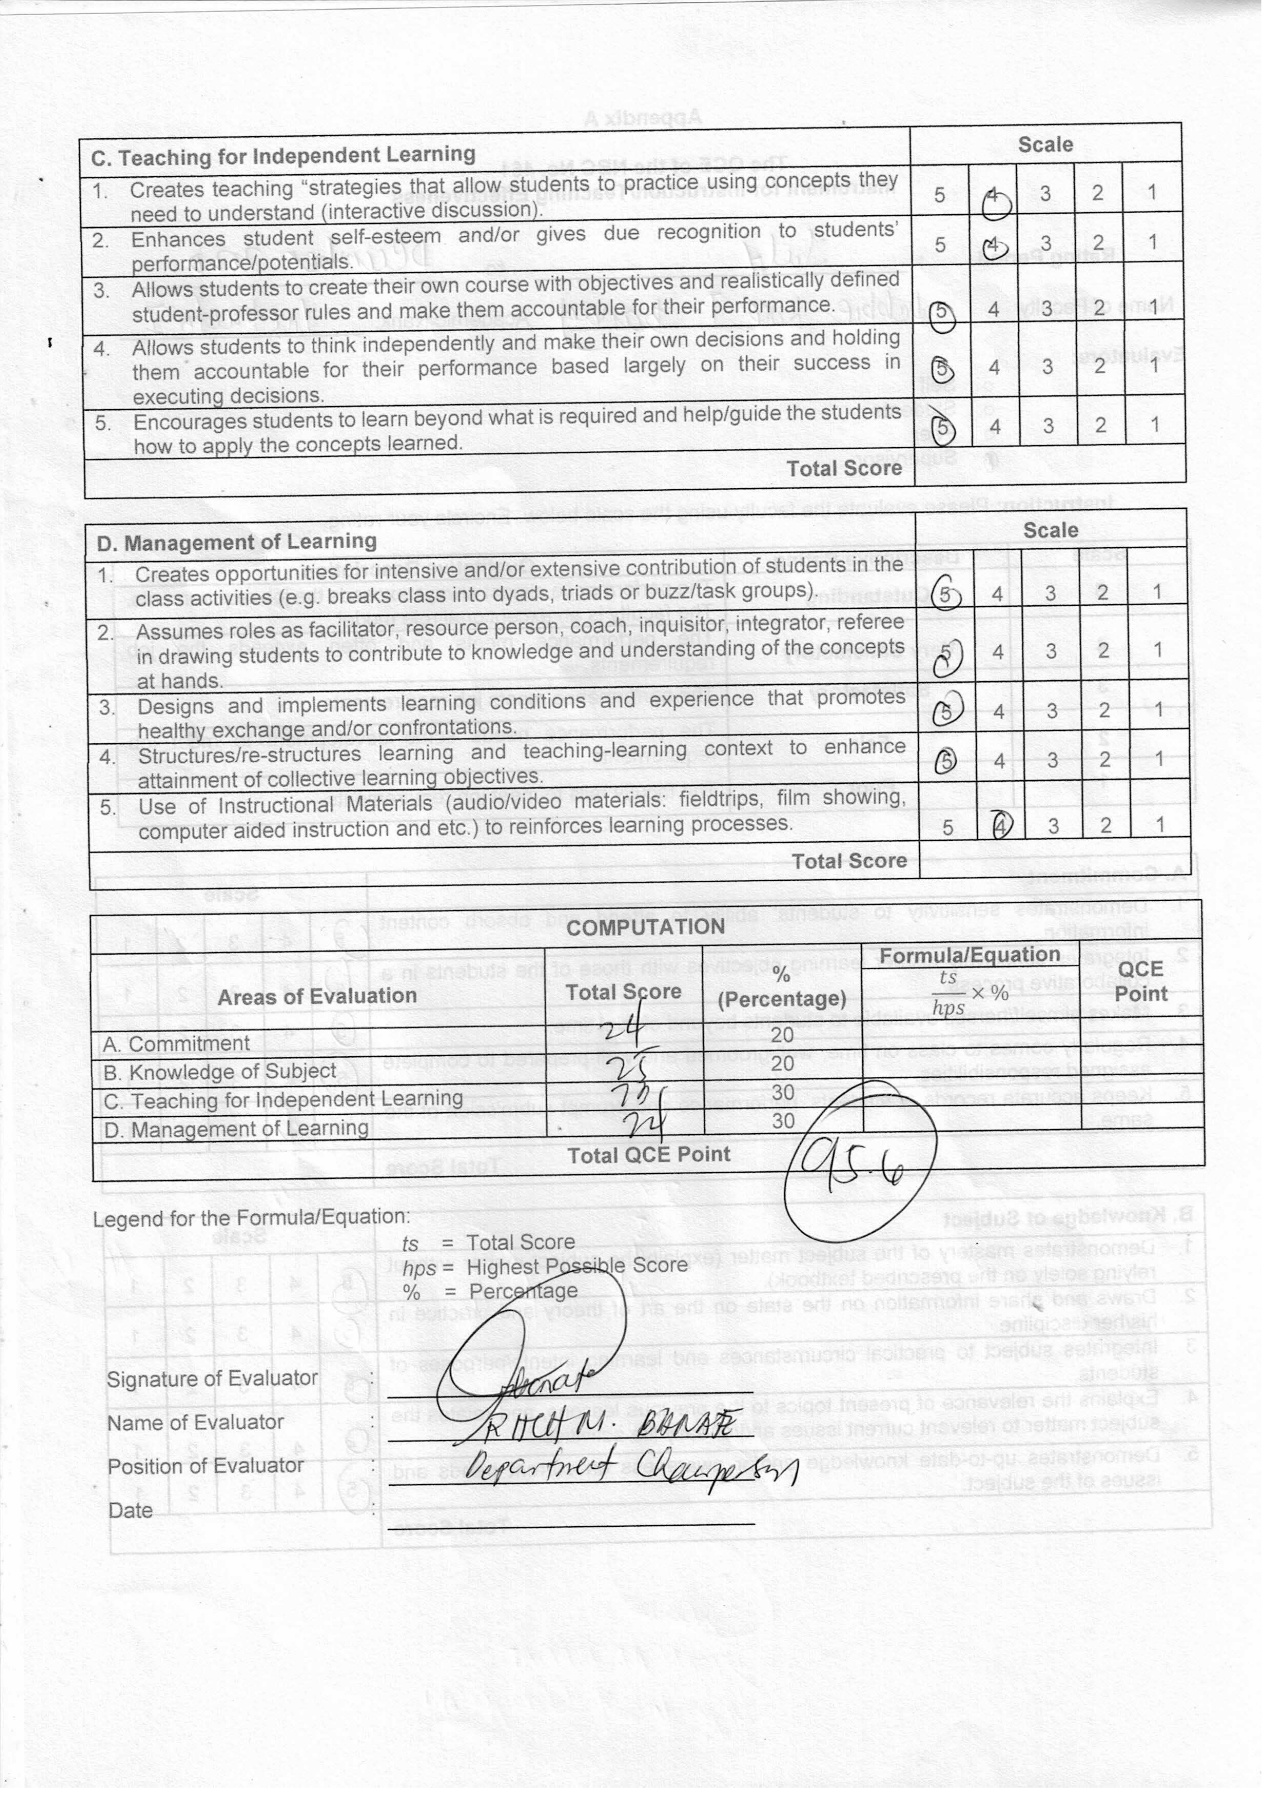 C. Teaching for Independent Learning Scale
1. Creates teaching “strategies that allow students to practice using concepts they 5 4 3 2 1
need to understand (interactive discussion).
2. Enhances student self-esteem and/or gives due recognition to students’ 5 4 3 2 1
performance/potentials.
3. Allows students to create their own course with objectives and realistically defined
student-professor rules and make them accountable for their performance. 5 4 3 2 1
4. Allows students to think independently and make their own decisions and holding
them accountable for their performance based largely on their success in 5 4 3 2 1
executing decisions.
5. Encourages students to learn beyond what is required and help/guide the students 5 4 3 2 1
how to apply the concepts learned.
Total Score
D. Management of Learning Scale
1. Creates opportunities for intensive and/or extensive contribution of students in the
class activities (e.g. breaks class into dyads, triads or buzz/task groups). 5 4 3 2 1
2. Assumes roles as facilitator, resource person, coach, inquisitor, integrator, referee
in drawing students to contribute to knowledge and understanding of the concepts 5 4 3 2 1
at hands.
3. Designs and implements learning conditions and experience that promotes 5 4 3 2 1
healthy exchange and/or confrontations.
4. Structures/re-structures learning and teaching-learning context to enhance 5 4 3 2 1
attainment of collective learning objectives.
5. Use of Instructional Materials (audio/video materials: fieldtrips, film showing,
computer aided instruction and etc.) to reinforces learning processes. 5 4 3 2 1
Total Score
COMPUTATION
Areas of Evaluation Total Score % (Percentage) Formula/Equation ts/hps × % QCE Point
A. Commitment 24 20
B. Knowledge of Subject 25 20
C. Teaching for Independent Learning 30
D. Management of Learning 24 30
Total QCE Point 95.6
Legend for the Formula/Equation:
ts = Total Score
hps = Highest Possible Score
% = Percentage
Signature of Evaluator :
Name of Evaluator : M. BANATE
Position of Evaluator : Department Chairperson
Date :